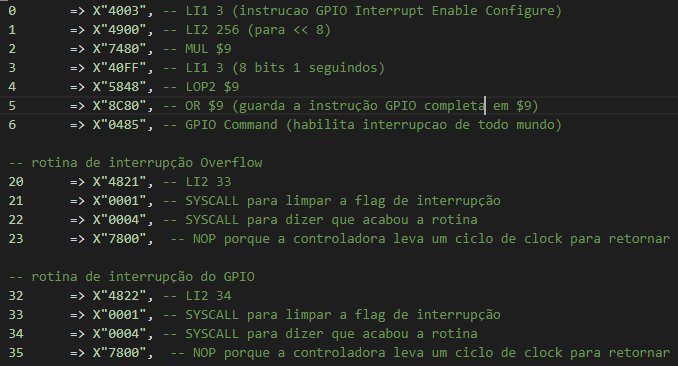 0 => X"4003", -- LI1 3 (instrucao GPIO Interrupt Enable Configure)
1 => X"4900", -- LI2 256 (para << 8)
2 => X"7480", -- MUL $9
3 => X"40FF", -- LI1 3 (8 bits 1 seguindos)
4 => X"5848", -- LOP2 $9
5 => X"8C80", -- OR $9 (guarda a instrução GPIO completa em $9)
6 => X"0485", -- GPIO Command (habilita interrupcao de todo mundo)
-- rotina de interrupção Overflow
20 => X"4821", -- LI2 33
21 => X"0001", -- SYSCALL para limpar a flag de interrupção
22 => X"0004", -- SYSCALL para dizer que acabou a rotina
23 => X"7800", -- NOP porque a controladora leva um ciclo de clock para retornar
-- rotina de interrupção do GPIO
32 => X"4822", -- LI2 34
33 => X"0001", -- SYSCALL para limpar a flag de interrupção
34 => X"0004", -- SYSCALL para dizer que acabou a rotina
35 => X"7800", -- NOP porque a controladora leva um ciclo de clock para retornar